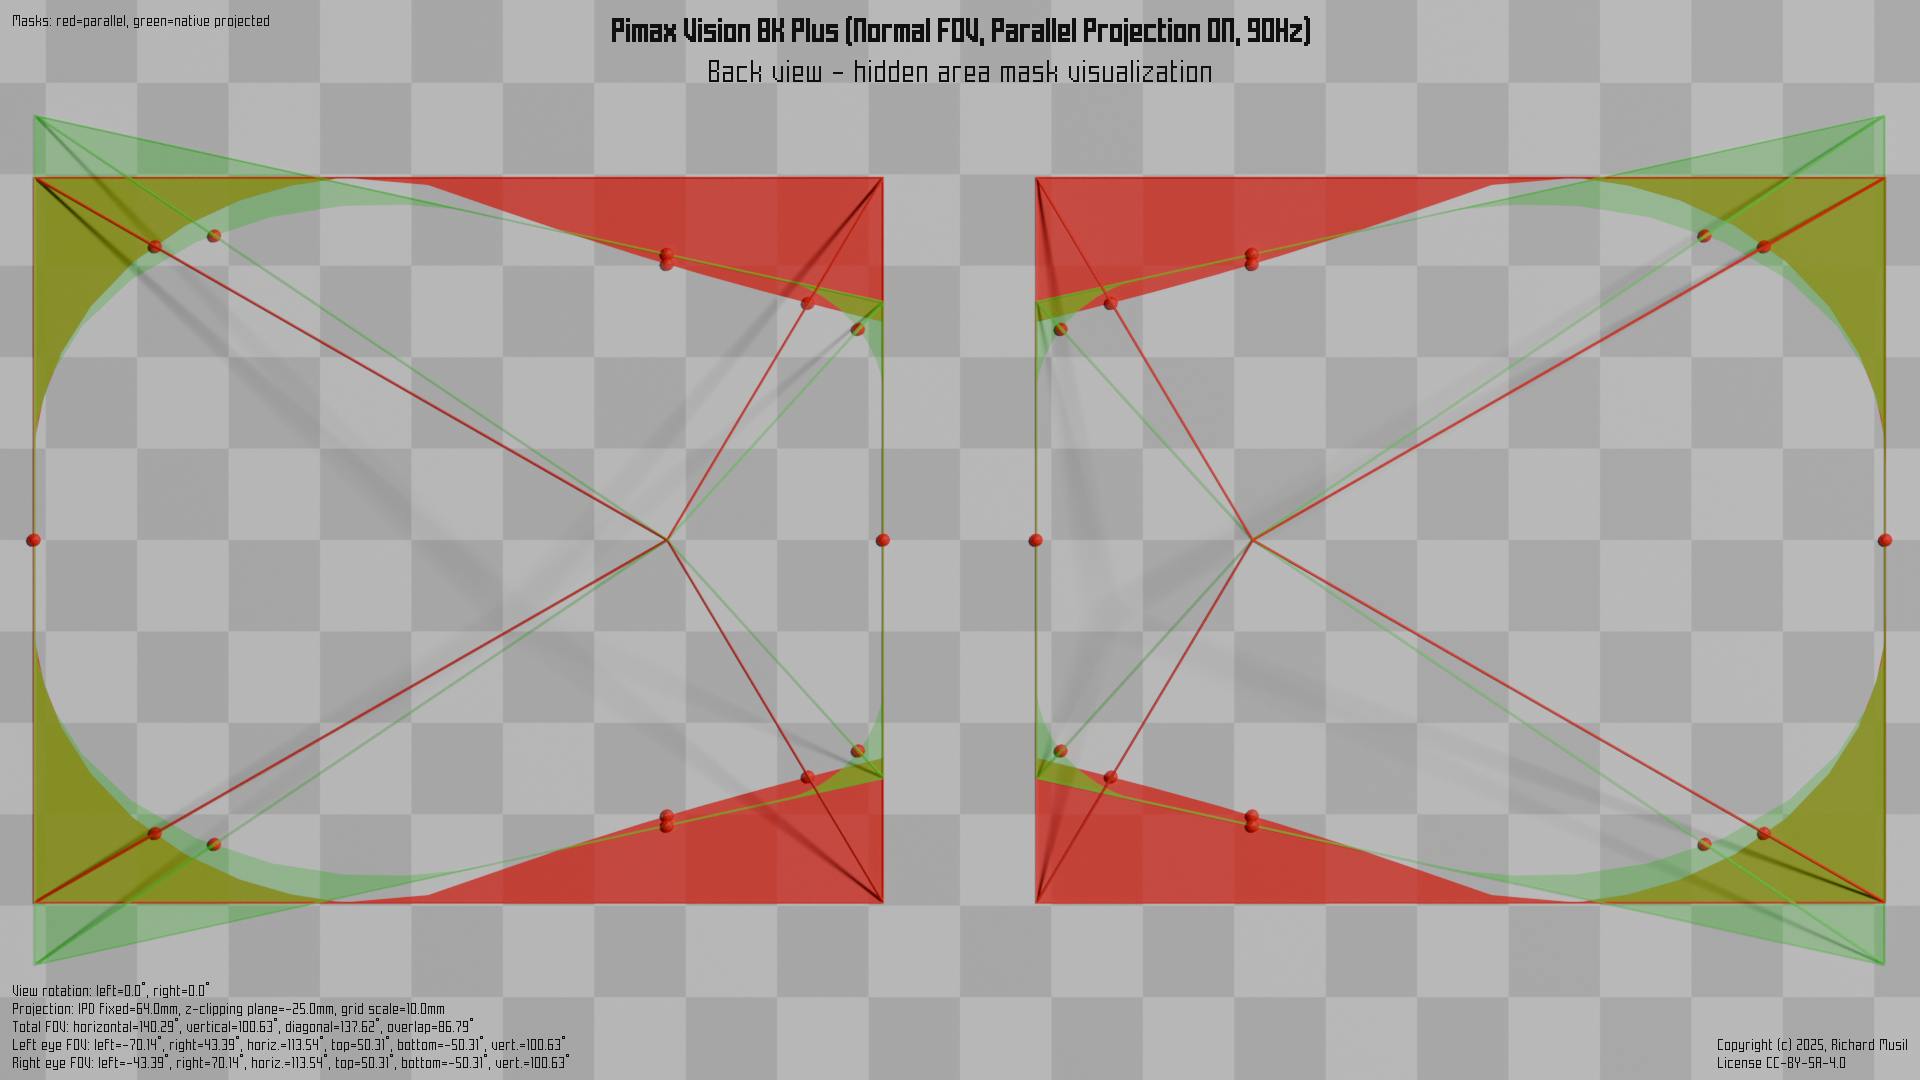 Masks: red=parallel, green=native projected
Pimax Vision 8K Plus (Normal FOV, Parallel Projection ON, 90Hz)
Back view - hidden area mask visualization
View rotation: left=0.0°, right=0.0°
Projection: IPD fixed=64.0mm, z-clipping plane=-25.0mm, grid scale=10.0mm
Total FOV: horizontal=140.29°, vertical=100.63°, diagonal=137.62°, overlap=86.79°
Left eye FOV: left=-70.14°, right=43.39°, horiz.=113.54°, top=50.31°, bottom=-50.31°, vert.=100.63°
Right eye FOV: left=-43.39°, right=70.14°, horiz.=113.54°, top=50.31°, bottom=-50.31°, vert.=100.63°
Copyright (c) 2025, Richard Musil
License CC-BY-SA-4.0